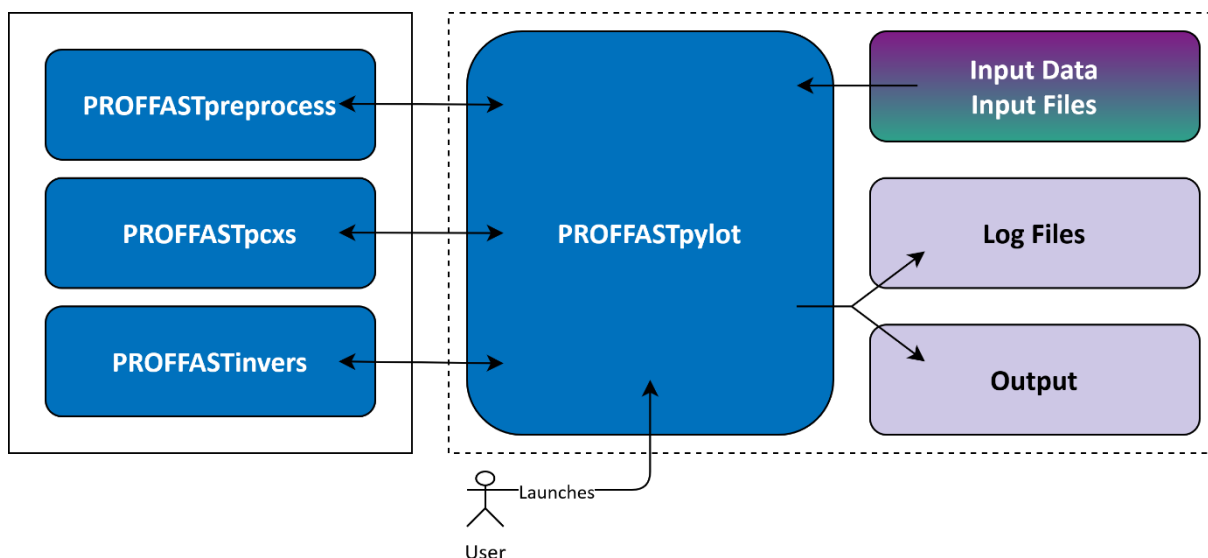 PROFFASTpreprocess
PROFFASTpcxs
PROFFASTinvers
PROFFASTpylot
Input Data
Input Files
Log Files
Output
Launches
User